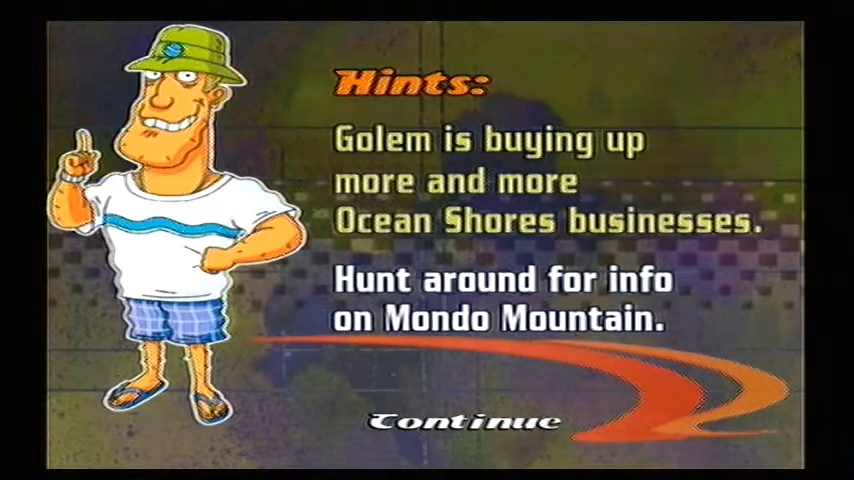 Hints:
Golem is buying up
more and more
Ocean Shores businesses.
Hunt around for info
on Mondo Mountain.
Continue